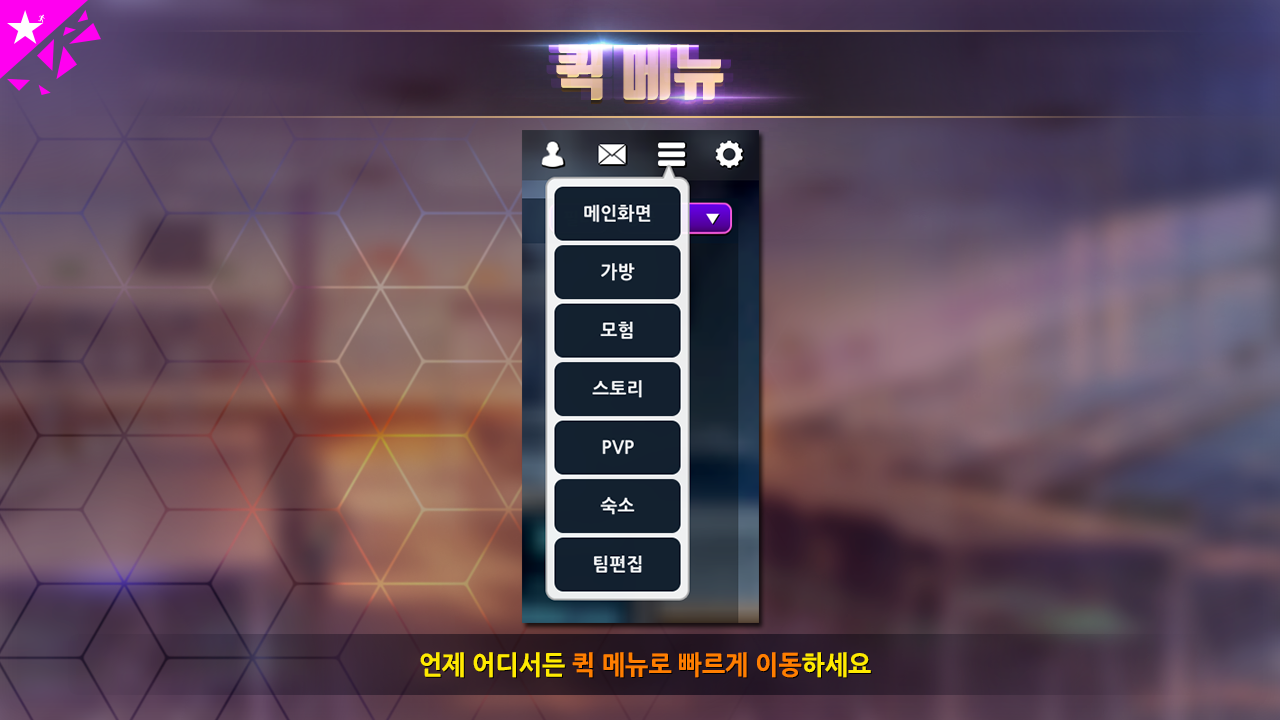 퀵 메뉴
메인화면
가방
모험
스토리
PVP
숙소
팀편집
언제 어디서든 퀵 메뉴로 빠르게 이동하세요